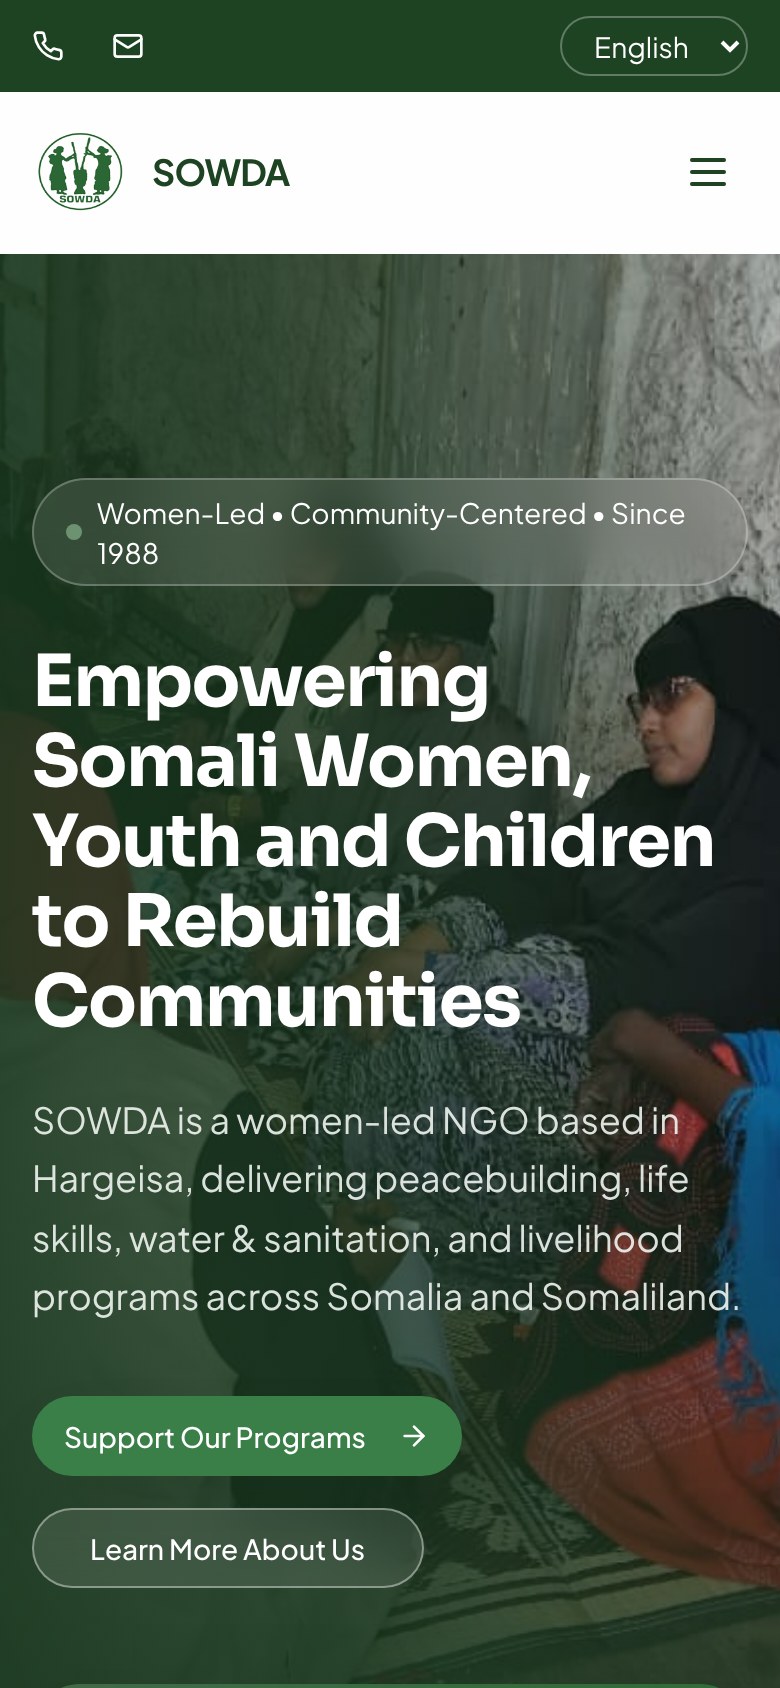 English
SOWDA
SOWDA
Women-Led • Community-Centered • Since
1988
Empowering
Somali Women,
Youth and Children
to Rebuild
Communities
SOWDA is a women-led NGO based in
Hargeisa, delivering peacebuilding, life
skills, water & sanitation, and livelihood
programs across Somalia and Somaliland.
Support Our Programs
Learn More About Us